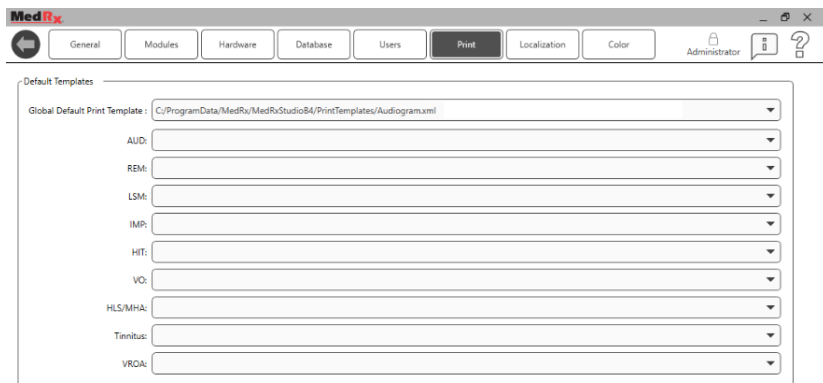 MedRx
General Modules Hardware Database Users Print Localization Color Administrator i ?
Default Templates
Global Default Print Template : C:/ProgramData/MedRx/MedRxStudio84/PrintTemplates/Audiogram.xml
AUD:
REM:
LSM:
IMP:
HIT:
VO:
HLS/MHA:
Tinnitus:
VROA: